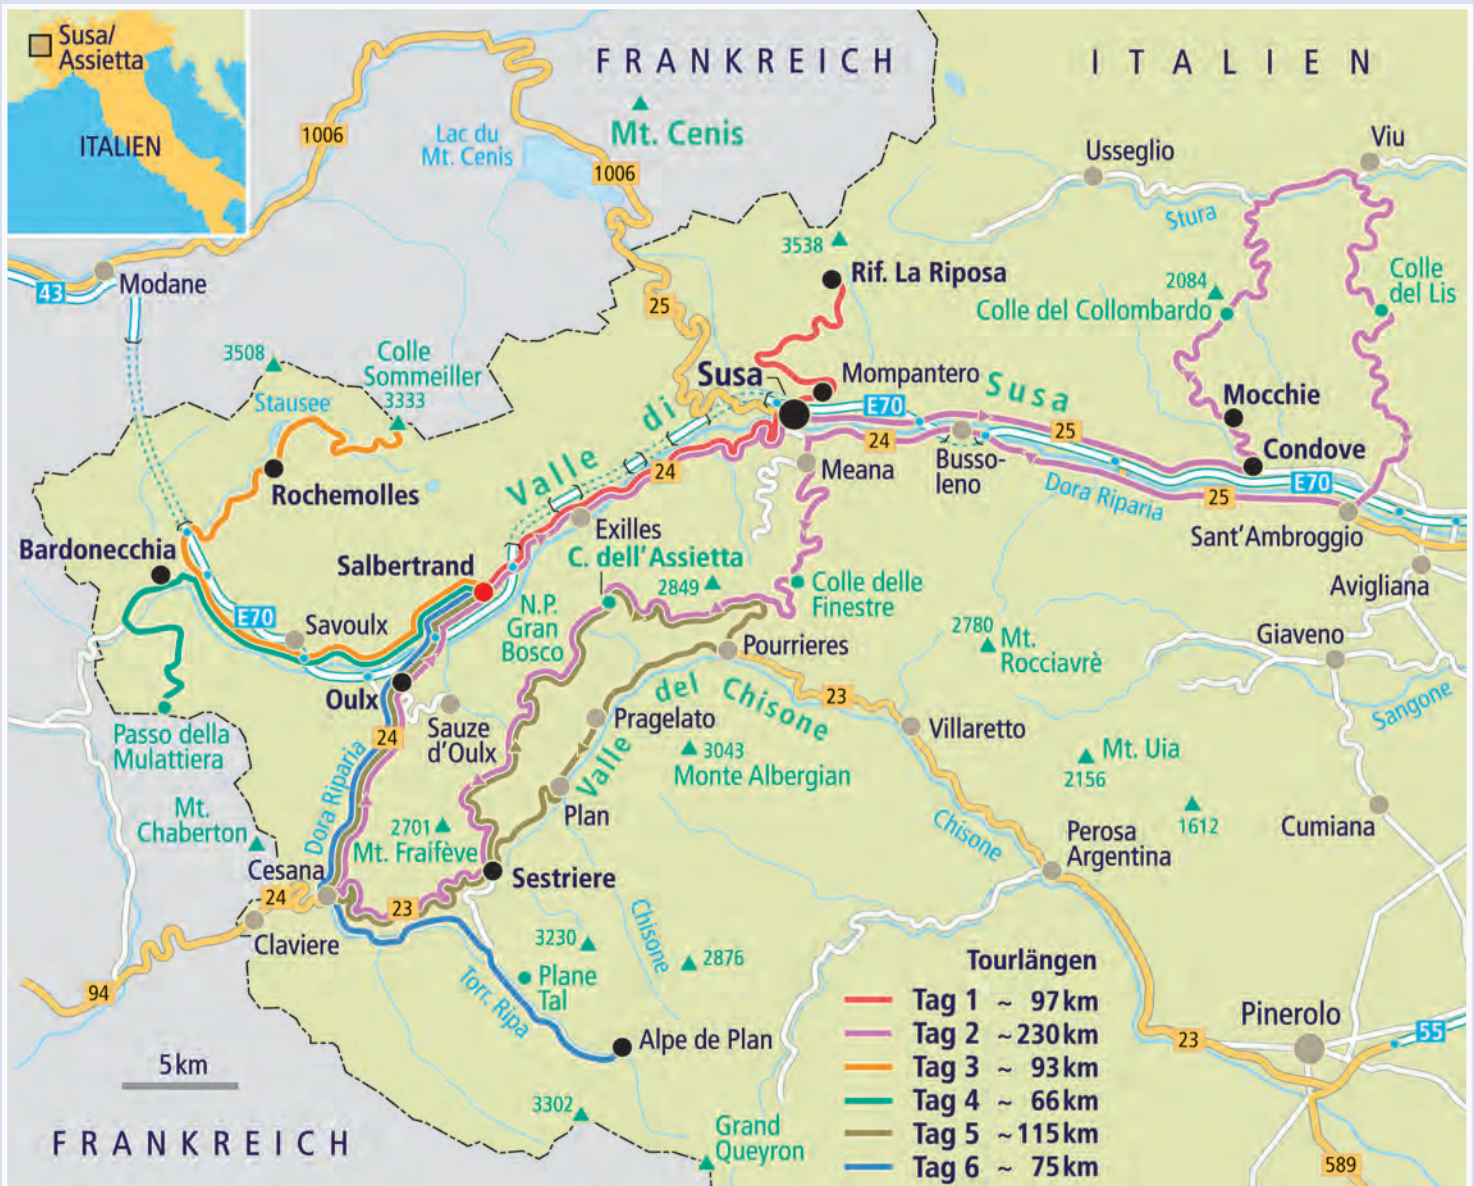 Susa/
Assietta
ITALIEN
FRANKREICH
ITALIEN
Mt. Cenis
Lac du
Mt. Cenis
1006
1006
Usseglio
Viu
Stura
3538
Rif. La Riposa
43
Modane
25
2084
Colle del Collombardo
Colle
del Lis
3508
Colle
Sommeiller
3333
Stausee
Susa
Mompantero
Valle di Susa
E70
24
25
Mocchie
Condove
Rochemolles
24
Meana
Busso-
leno
Dora Riparia
25
E70
Sant'Ambroggio
Exilles
Bardonecchia
Salbertrand
C. dell'Assietta
2849
Colle delle
Finestre
Avigliana
E70
Savoulx
N.P.
Gran
Bosco
Pourrieres
2780
Mt.
Rocciavrè
Giaveno
Oulx
Sauze
d'Oulx
Pragelato
Valle del Chisone
23
Villaretto
Sangone
Passo della
Mulattiera
24
Dora Riparia
3043
Monte Albergian
Mt. Uia
2156
Mt.
Chaberton
Plan
1612
2701
Mt. Fraifève
Chisone
Perosa
Argentina
Cumiana
Cesana
Sestriere
24
23
Claviere
3230
Chisone
2876
Plane
Tal
Torr. Ripa
94
Alpe de Plan
Pinerolo
23
55
5 km
3302
Grand
Queyron
FRANKREICH
589
Tourlängen
Tag 1 ~ 97 km
Tag 2 ~ 230 km
Tag 3 ~ 93 km
Tag 4 ~ 66 km
Tag 5 ~ 115 km
Tag 6 ~ 75 km